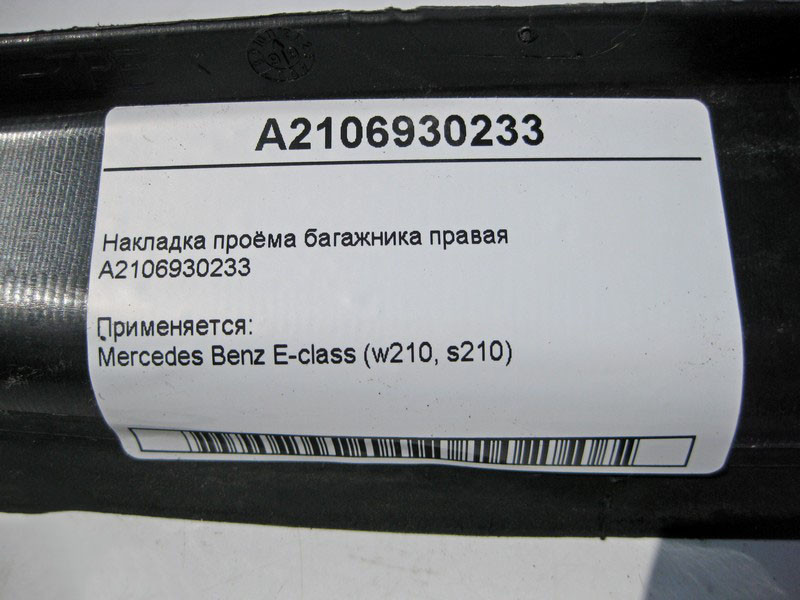 A2106930233
Накладка проёма багажника правая
A2106930233
Применяется:
Mercedes Benz E-class (w210, s210)